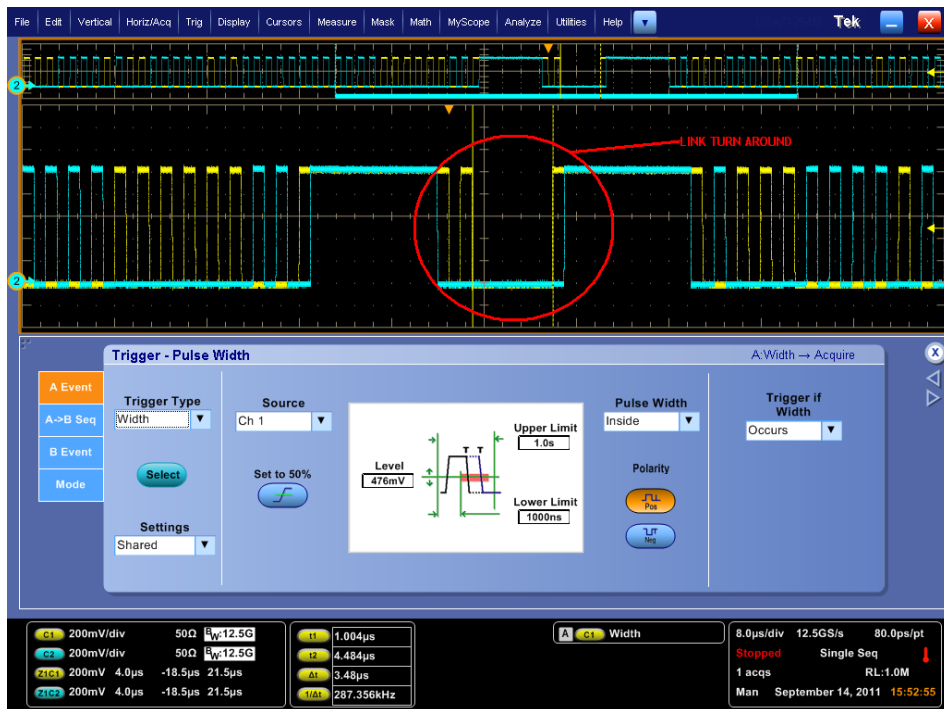 File Edit Vertical Horiz/Acq Trig Display Cursors Measure Mask Math MyScope Analyze Utilities Help Tek X
2
LINK TURN AROUND
2
Trigger - Pulse Width A:Width → Acquire X
A Event
A->B Seq
B Event
Mode
Trigger Type
Width
Select
Settings
Shared
Source
Ch 1
Set to 50%
Level
476mV
T T
Upper Limit
1.0s
Lower Limit
1000ns
Pulse Width
Inside
Polarity
Pos
Neg
Trigger if
Width
Occurs
C1 200mV/div 50Ω BW:12.5G
C2 200mV/div 50Ω BW:12.5G
Z1C1 200mV 4.0µs -18.5µs 21.5µs
Z1C2 200mV 4.0µs -18.5µs 21.5µs
t1 1.004µs
t2 4.484µs
Δt 3.48µs
1/Δt 287.356kHz
A C1 Width
8.0µs/div 12.5GS/s 80.0ps/pt
Stopped Single Seq
1 acqs RL:1.0M
Man September 14, 2011 15:52:55